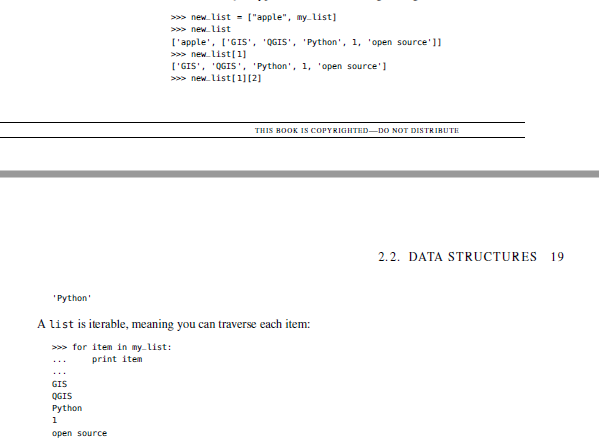 >>> new_list = ["apple", my_list]
>>> new_list
['apple', ['GIS', 'QGIS', 'Python', 1, 'open source']]
>>> new_list[1]
['GIS', 'QGIS', 'Python', 1, 'open source']
>>> new_list[1][2]
THIS BOOK IS COPYRIGHTED—DO NOT DISTRIBUTE
2.2. DATA STRUCTURES 19
'Python'
A list is iterable, meaning you can traverse each item:
>>> for item in my_list:
...     print item
...
GIS
QGIS
Python
1
open source